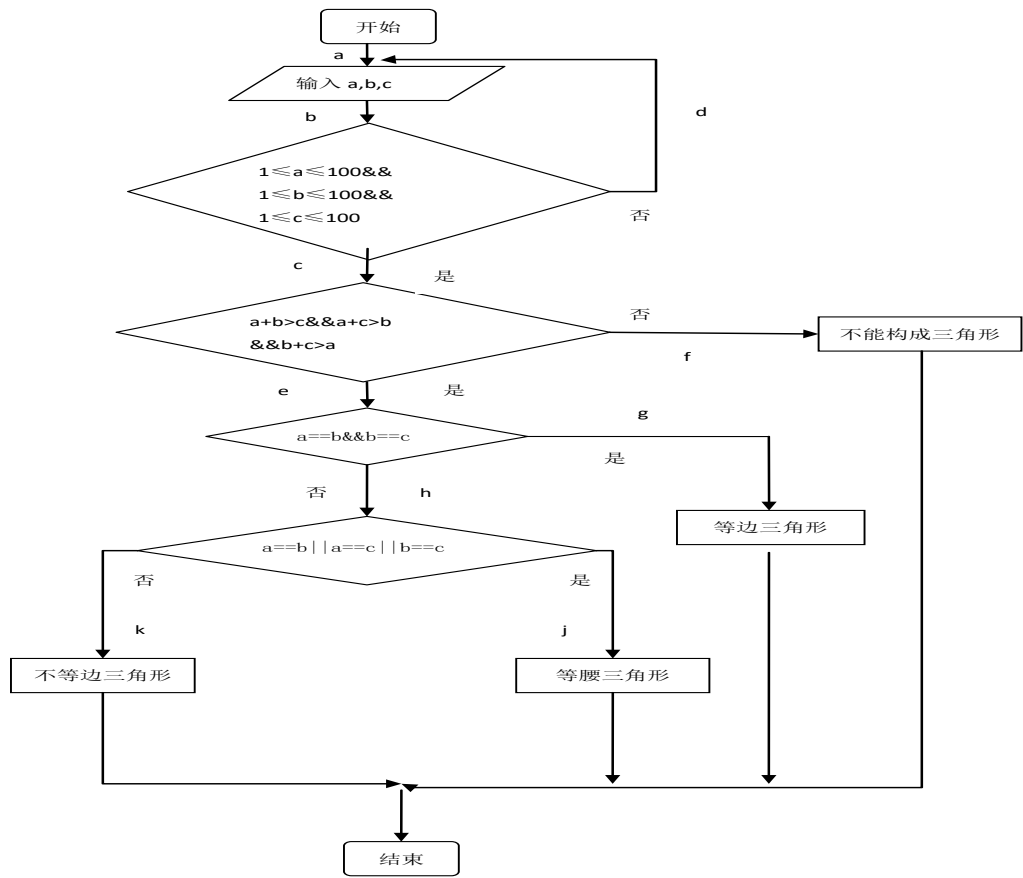 开始
a
输入 a,b,c
b
d
1≤a≤100&&
1≤b≤100&&
1≤c≤100
否
c
是
a+b>c&&a+c>b
&&b+c>a
否
f
不能构成三角形
e
是
g
a==b&&b==c
是
否
h
等边三角形
a==b||a==c||b==c
否
是
k
j
不等边三角形
等腰三角形
结束